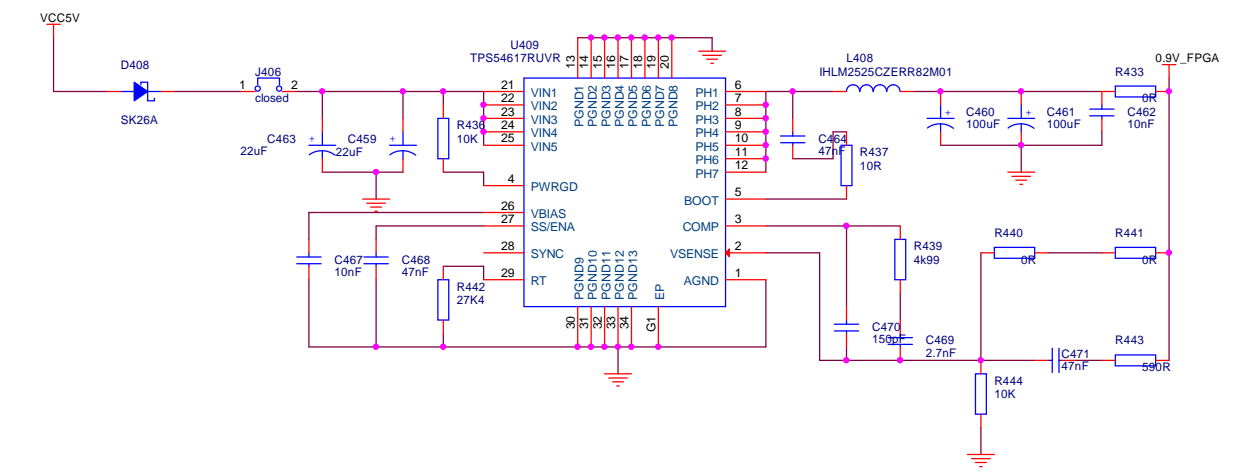 VCC5V
D408
SK26A
1
J406
2
closed
C463
22uF
C459
22uF
R436
10K
U409
TPS54617RUVR
13
14
15
16
17
18
19
20
PGND1
PGND2
PGND3
PGND4
PGND5
PGND6
PGND7
PGND8
21
VIN1
22
VIN2
23
VIN3
24
VIN4
25
VIN5
4
PWRGD
26
VBIAS
27
SS/ENA
28
SYNC
29
RT
6
PH1
7
PH2
8
PH3
9
PH4
10
PH5
11
PH6
12
PH7
5
BOOT
3
COMP
2
VSENSE
1
AGND
PGND9
PGND10
PGND11
PGND12
PGND13
EP
30
31
32
33
34
G1
C467
10nF
C468
47nF
R442
27K4
L408
IHLM2525CZERR82M01
C464
47nF
R437
10R
C460
100uF
C461
100uF
C462
10nF
R433
0R
0.9V_FPGA
R439
4k99
R440
0R
R441
0R
C470
150pF
C469
2.7nF
C471
47nF
R443
590R
R444
10K